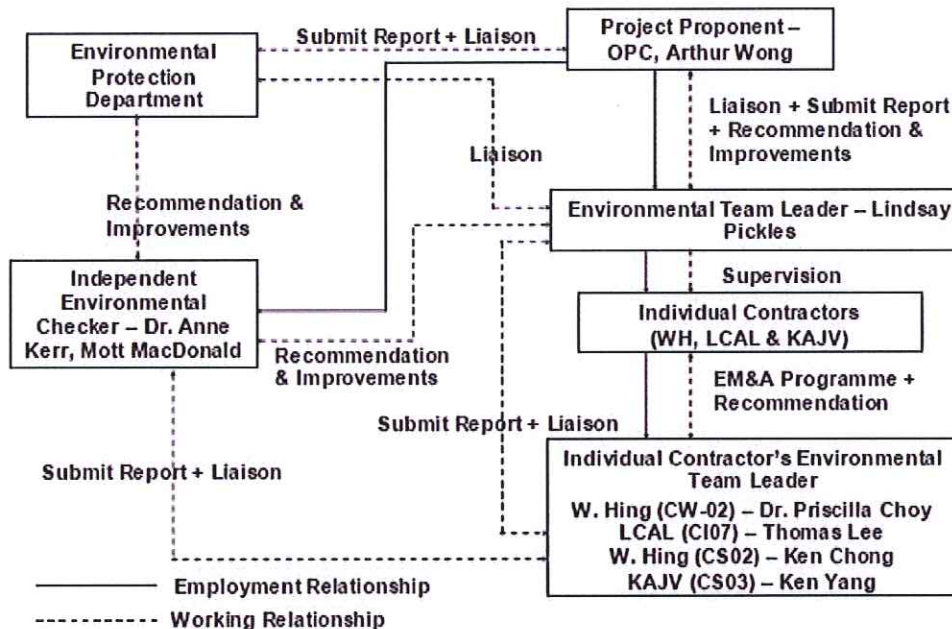 Environmental
Protection
Department
Submit Report + Liaison
Project Proponent –
OPC, Arthur Wong
Liaison
Liaison + Submit Report
+ Recommendation &
Improvements
Recommendation &
Improvements
Environmental Team Leader – Lindsay
Pickles
Independent
Environmental
Checker – Dr. Anne
Kerr, Mott MacDonald
Supervision
Individual Contractors
(WH, LCAL & KAJV)
Recommendation
& Improvements
EM&A Programme +
Recommendation
Submit Report + Liaison
Submit Report + Liaison
Individual Contractor's Environmental
Team Leader
W. Hing (CW-02) – Dr. Priscilla Choy
LCAL (CI07) – Thomas Lee
W. Hing (CS02) – Ken Chong
KAJV (CS03) – Ken Yang
Employment Relationship
Working Relationship